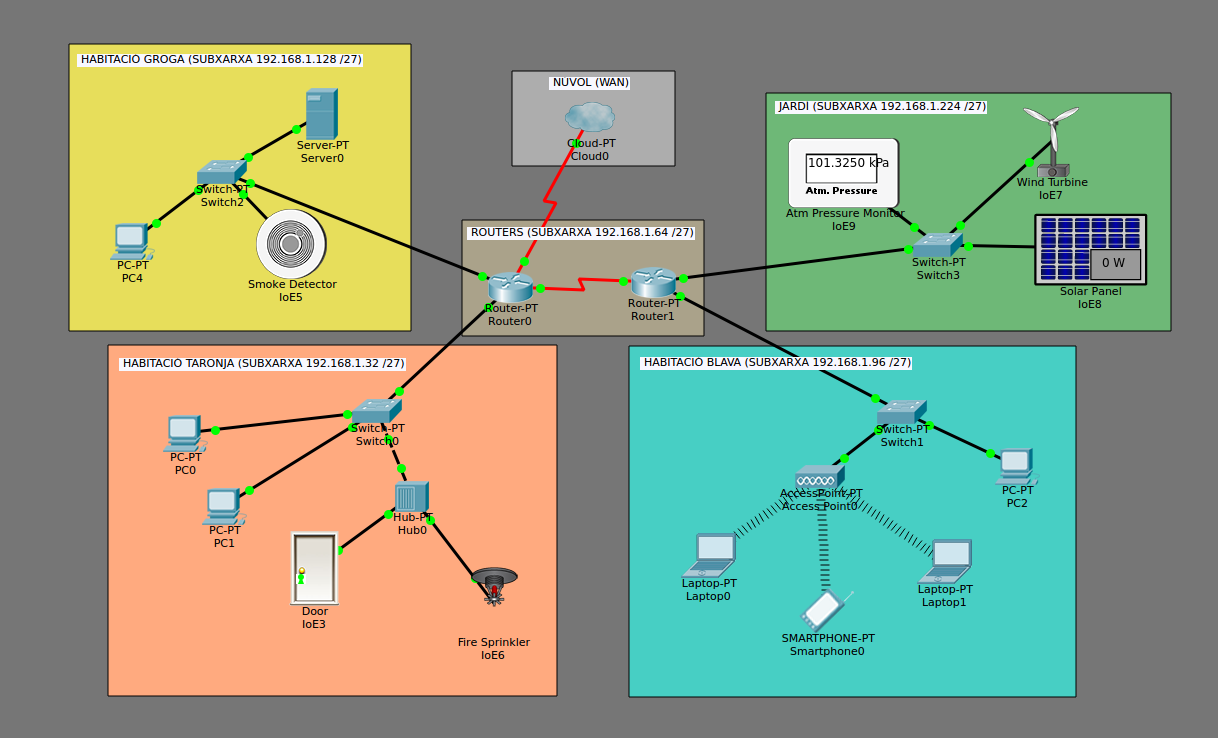 HABITACIÓ GROGA (SUBXARXA 192.168.1.128 /27)
Server-PT
Server0
Switch-PT
Switch2
PC-PT
PC4
Smoke Detector
IoE5
NÚVOL (WAN)
Cloud-PT
Cloud0
ROUTERS (SUBXARXA 192.168.1.64 /27)
Router-PT
Router0
Router-PT
Router1
JARDÍ (SUBXARXA 192.168.1.224 /27)
101.3250 kPa
Atm. Pressure
Atm Pressure Monitor
IoE9
Wind Turbine
IoE7
Switch-PT
Switch3
0 W
Solar Panel
IoE8
HABITACIÓ TARONJA (SUBXARXA 192.168.1.32 /27)
Switch-PT
Switch0
PC-PT
PC0
PC-PT
PC1
Hub-PT
Hub0
Door
IoE3
Fire Sprinkler
IoE6
HABITACIÓ BLAVA (SUBXARXA 192.168.1.96 /27)
Switch-PT
Switch1
AccessPoint-PT
Access Point0
PC-PT
PC2
Laptop-PT
Laptop0
Laptop-PT
Laptop1
SMARTPHONE-PT
Smartphone0